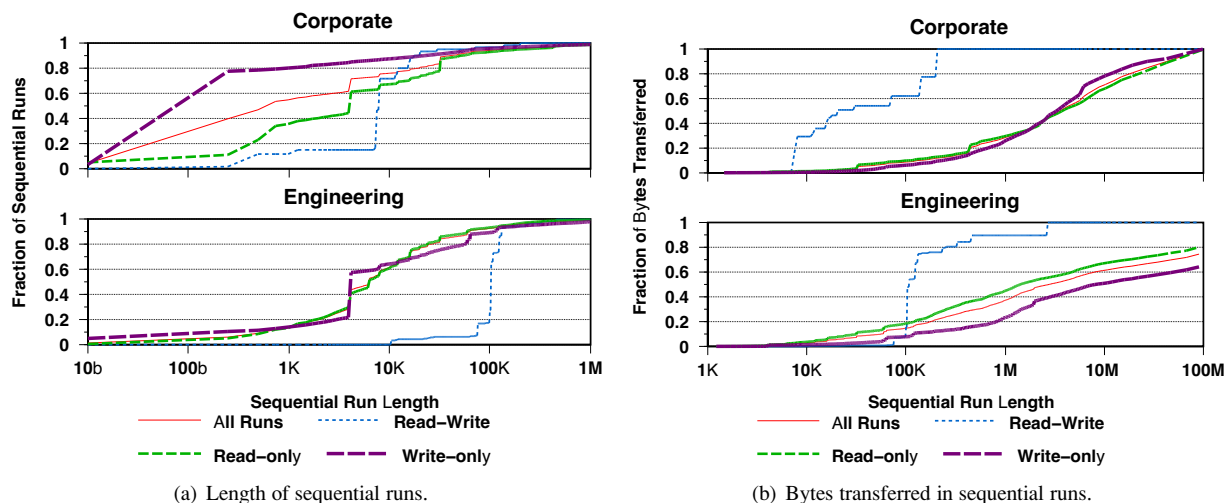 Corporate
1
0.8
0.6
0.4
0.2
0
Engineering
1
0.8
0.6
0.4
0.2
0
10b 100b 1K 10K 100K 1M
Fraction of Sequential Runs
Sequential Run Length
All Runs Read−Write
Read−only Write−only
(a) Length of sequential runs.
Corporate
1
0.8
0.6
0.4
0.2
0
Engineering
1
0.8
0.6
0.4
0.2
0
1K 10K 100K 1M 10M 100M
Fraction of Bytes Transferred
Sequential Run Length
All Runs Read−Write
Read−only Write−only
(b) Bytes transferred in sequential runs.